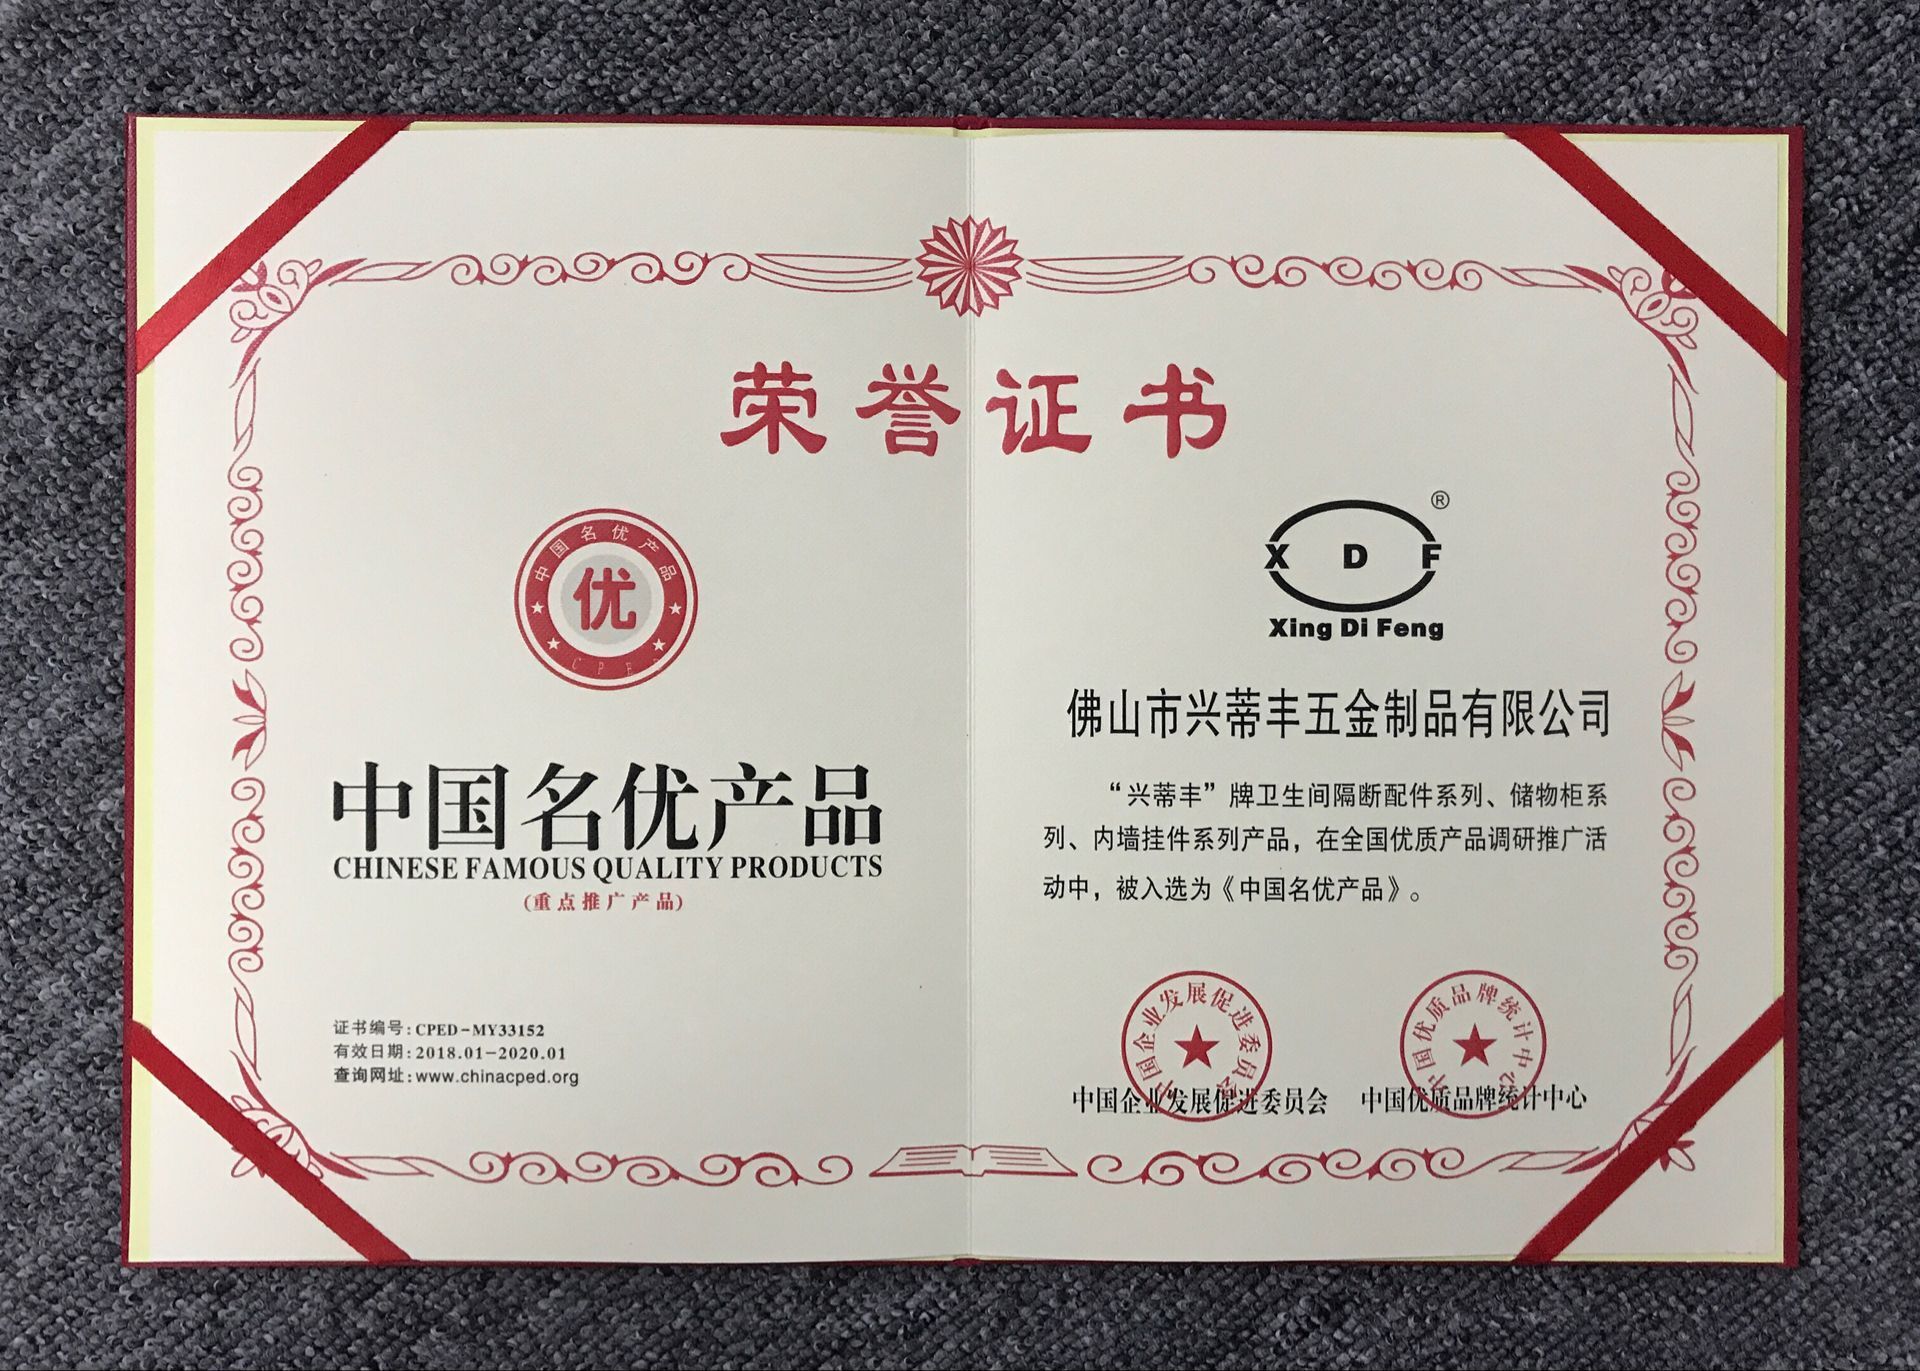 荣誉证书
中国名优产品
优
CPE
中国名优产品
CHINESE FAMOUS QUALITY PRODUCTS
(重点推广产品)
证书编号:CPED-MY33152
有效日期:2018.01-2020.01
查询网址:www.chinacped.org
®
X D F
Xing Di Feng
佛山市兴蒂丰五金制品有限公司
“兴蒂丰”牌卫生间隔断配件系列、储物柜系
列、内墙挂件系列产品，在全国优质产品调研推广活
动中，被入选为《中国名优产品》。
中国企业发展促进委员会
中国优质品牌统计中心
中国企业发展促进委员会 中国优质品牌统计中心